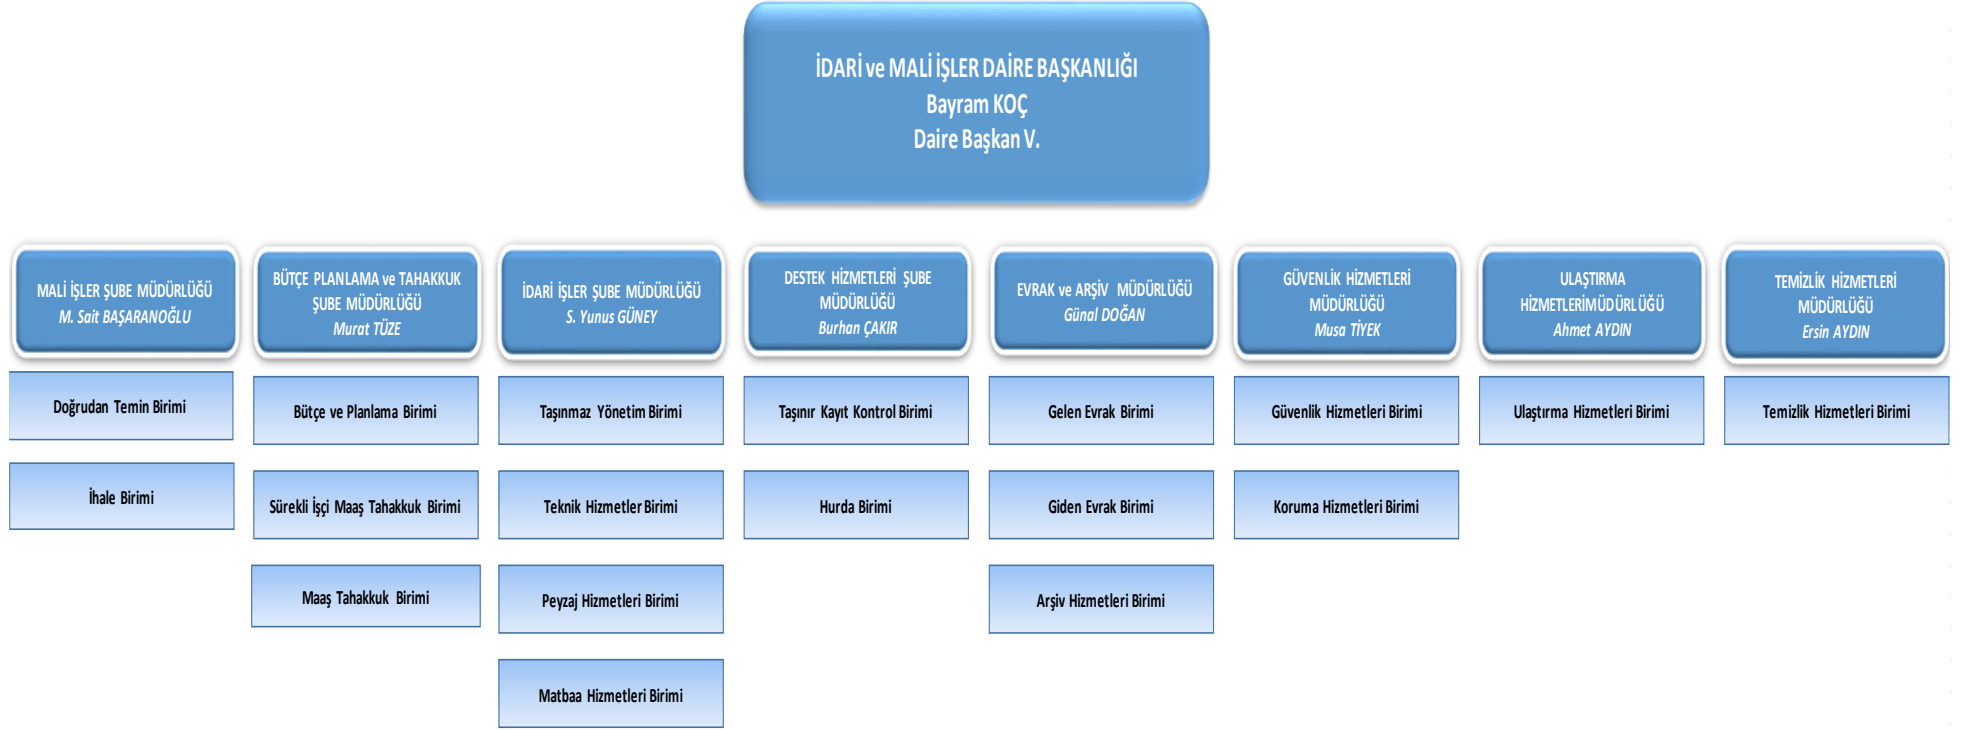 İDARİ ve MALİ İŞLER DAİRE BAŞKANLIĞI
Bayram KOÇ
Daire Başkan V.
MALİ İŞLER ŞUBE MÜDÜRLÜĞÜ
M. Sait BAŞARANOĞLU
BÜTÇE PLANLAMA ve TAHAKKUK
ŞUBE MÜDÜRLÜĞÜ
Murat TÜZE
İDARİ İŞLER ŞUBE MÜDÜRLÜĞÜ
S. Yunus GÜNEY
DESTEK HİZMETLERİ ŞUBE
MÜDÜRLÜĞÜ
Burhan ÇAKIR
EVRAK ve ARŞİV MÜDÜRLÜĞÜ
Günal DOĞAN
GÜVENLİK HİZMETLERİ
MÜDÜRLÜĞÜ
Musa TİYEK
ULAŞTIRMA
HİZMETLERİMÜDÜRLÜĞÜ
Ahmet AYDIN
TEMİZLİK HİZMETLERİ
MÜDÜRLÜĞÜ
Ersin AYDIN
Doğrudan Temin Birimi
İhale Birimi
Bütçe ve Planlama Birimi
Sürekli İşçi Maaş Tahakkuk Birimi
Maaş Tahakkuk Birimi
Taşınmaz Yönetim Birimi
Teknik Hizmetler Birimi
Peyzaj Hizmetleri Birimi
Matbaa Hizmetleri Birimi
Taşınır Kayıt Kontrol Birimi
Hurda Birimi
Gelen Evrak Birimi
Giden Evrak Birimi
Arşiv Hizmetleri Birimi
Güvenlik Hizmetleri Birimi
Koruma Hizmetleri Birimi
Ulaştırma Hizmetleri Birimi
Temizlik Hizmetleri Birimi